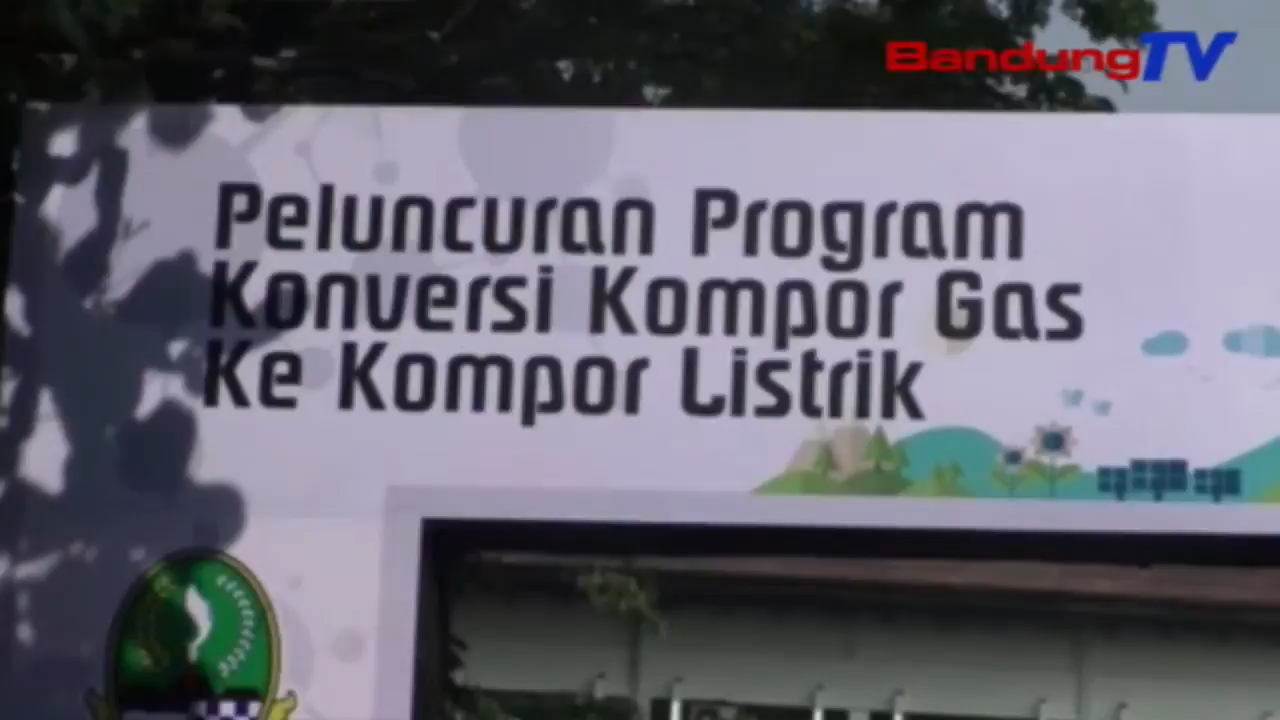 BandungTV
Peluncuran Program
Konversi Kompor Gas
Ke Kompor Listrik